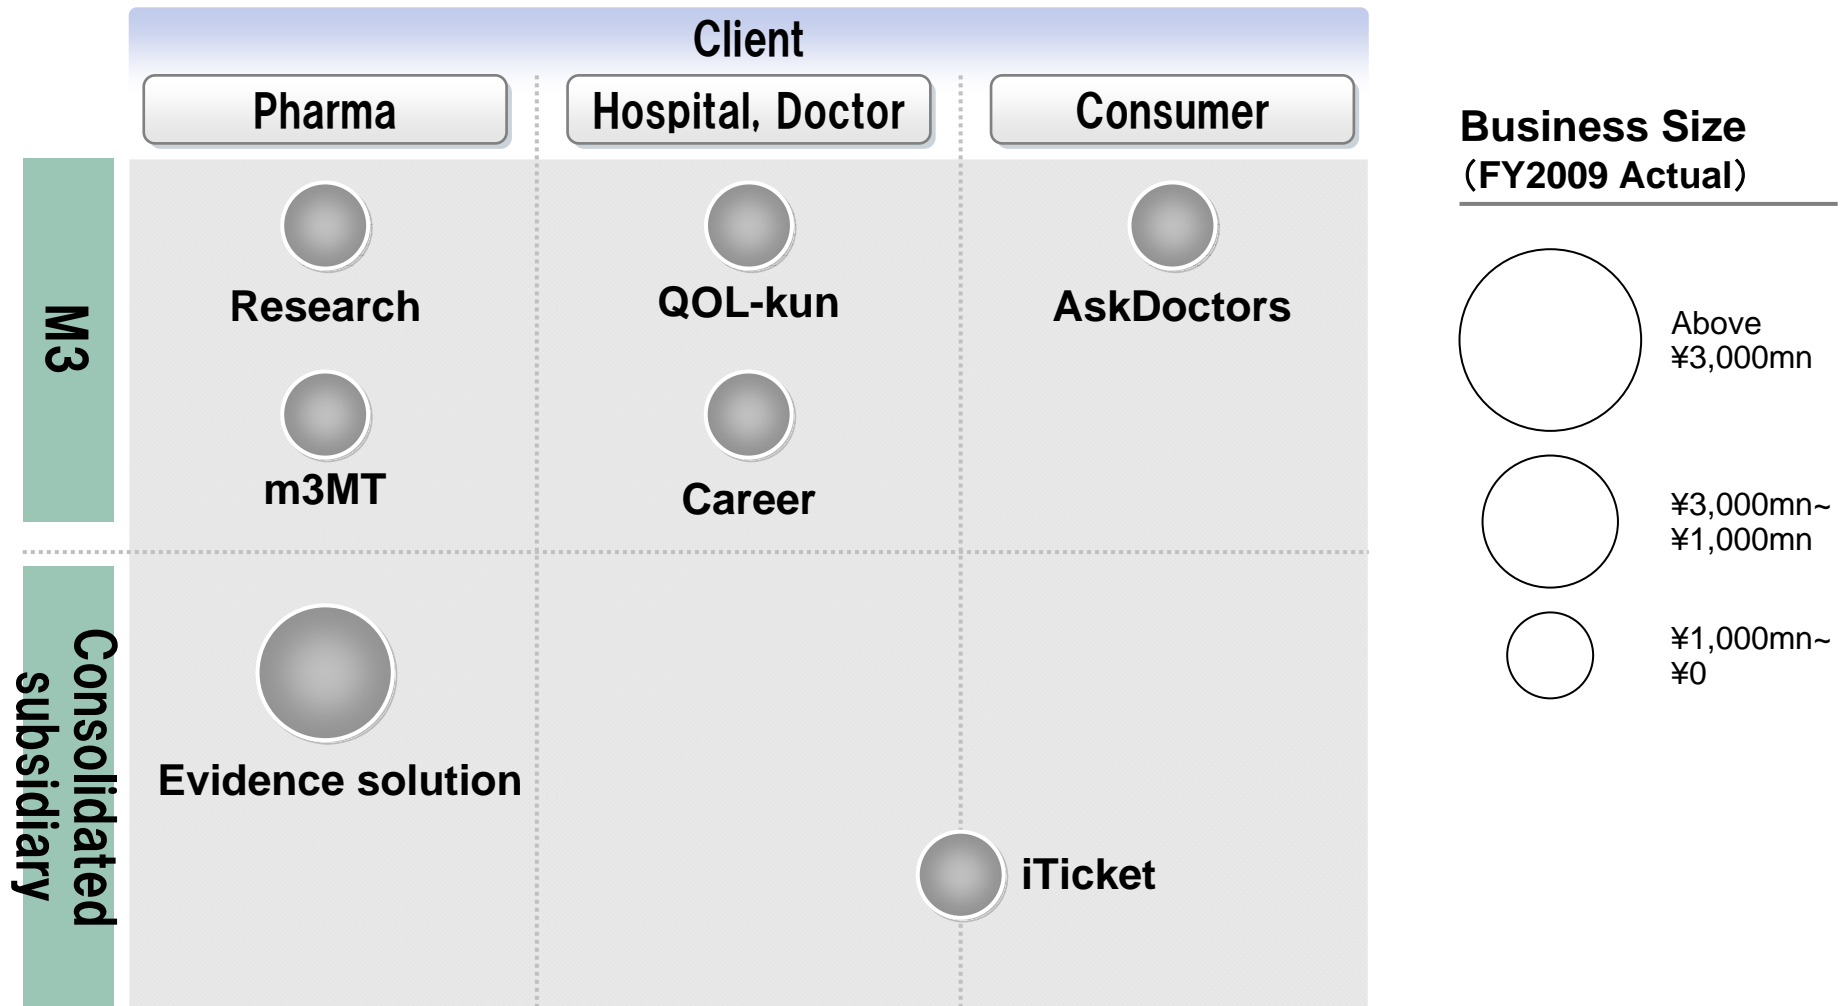 Client
Pharma
Hospital, Doctor
Consumer
M3
Research
QOL-kun
AskDoctors
m3MT
Career
Consolidated
subsidiary
Evidence solution
iTicket
Business Size
（FY2009 Actual）
Above
¥3,000mn
¥3,000mn~
¥1,000mn
¥1,000mn~
¥0